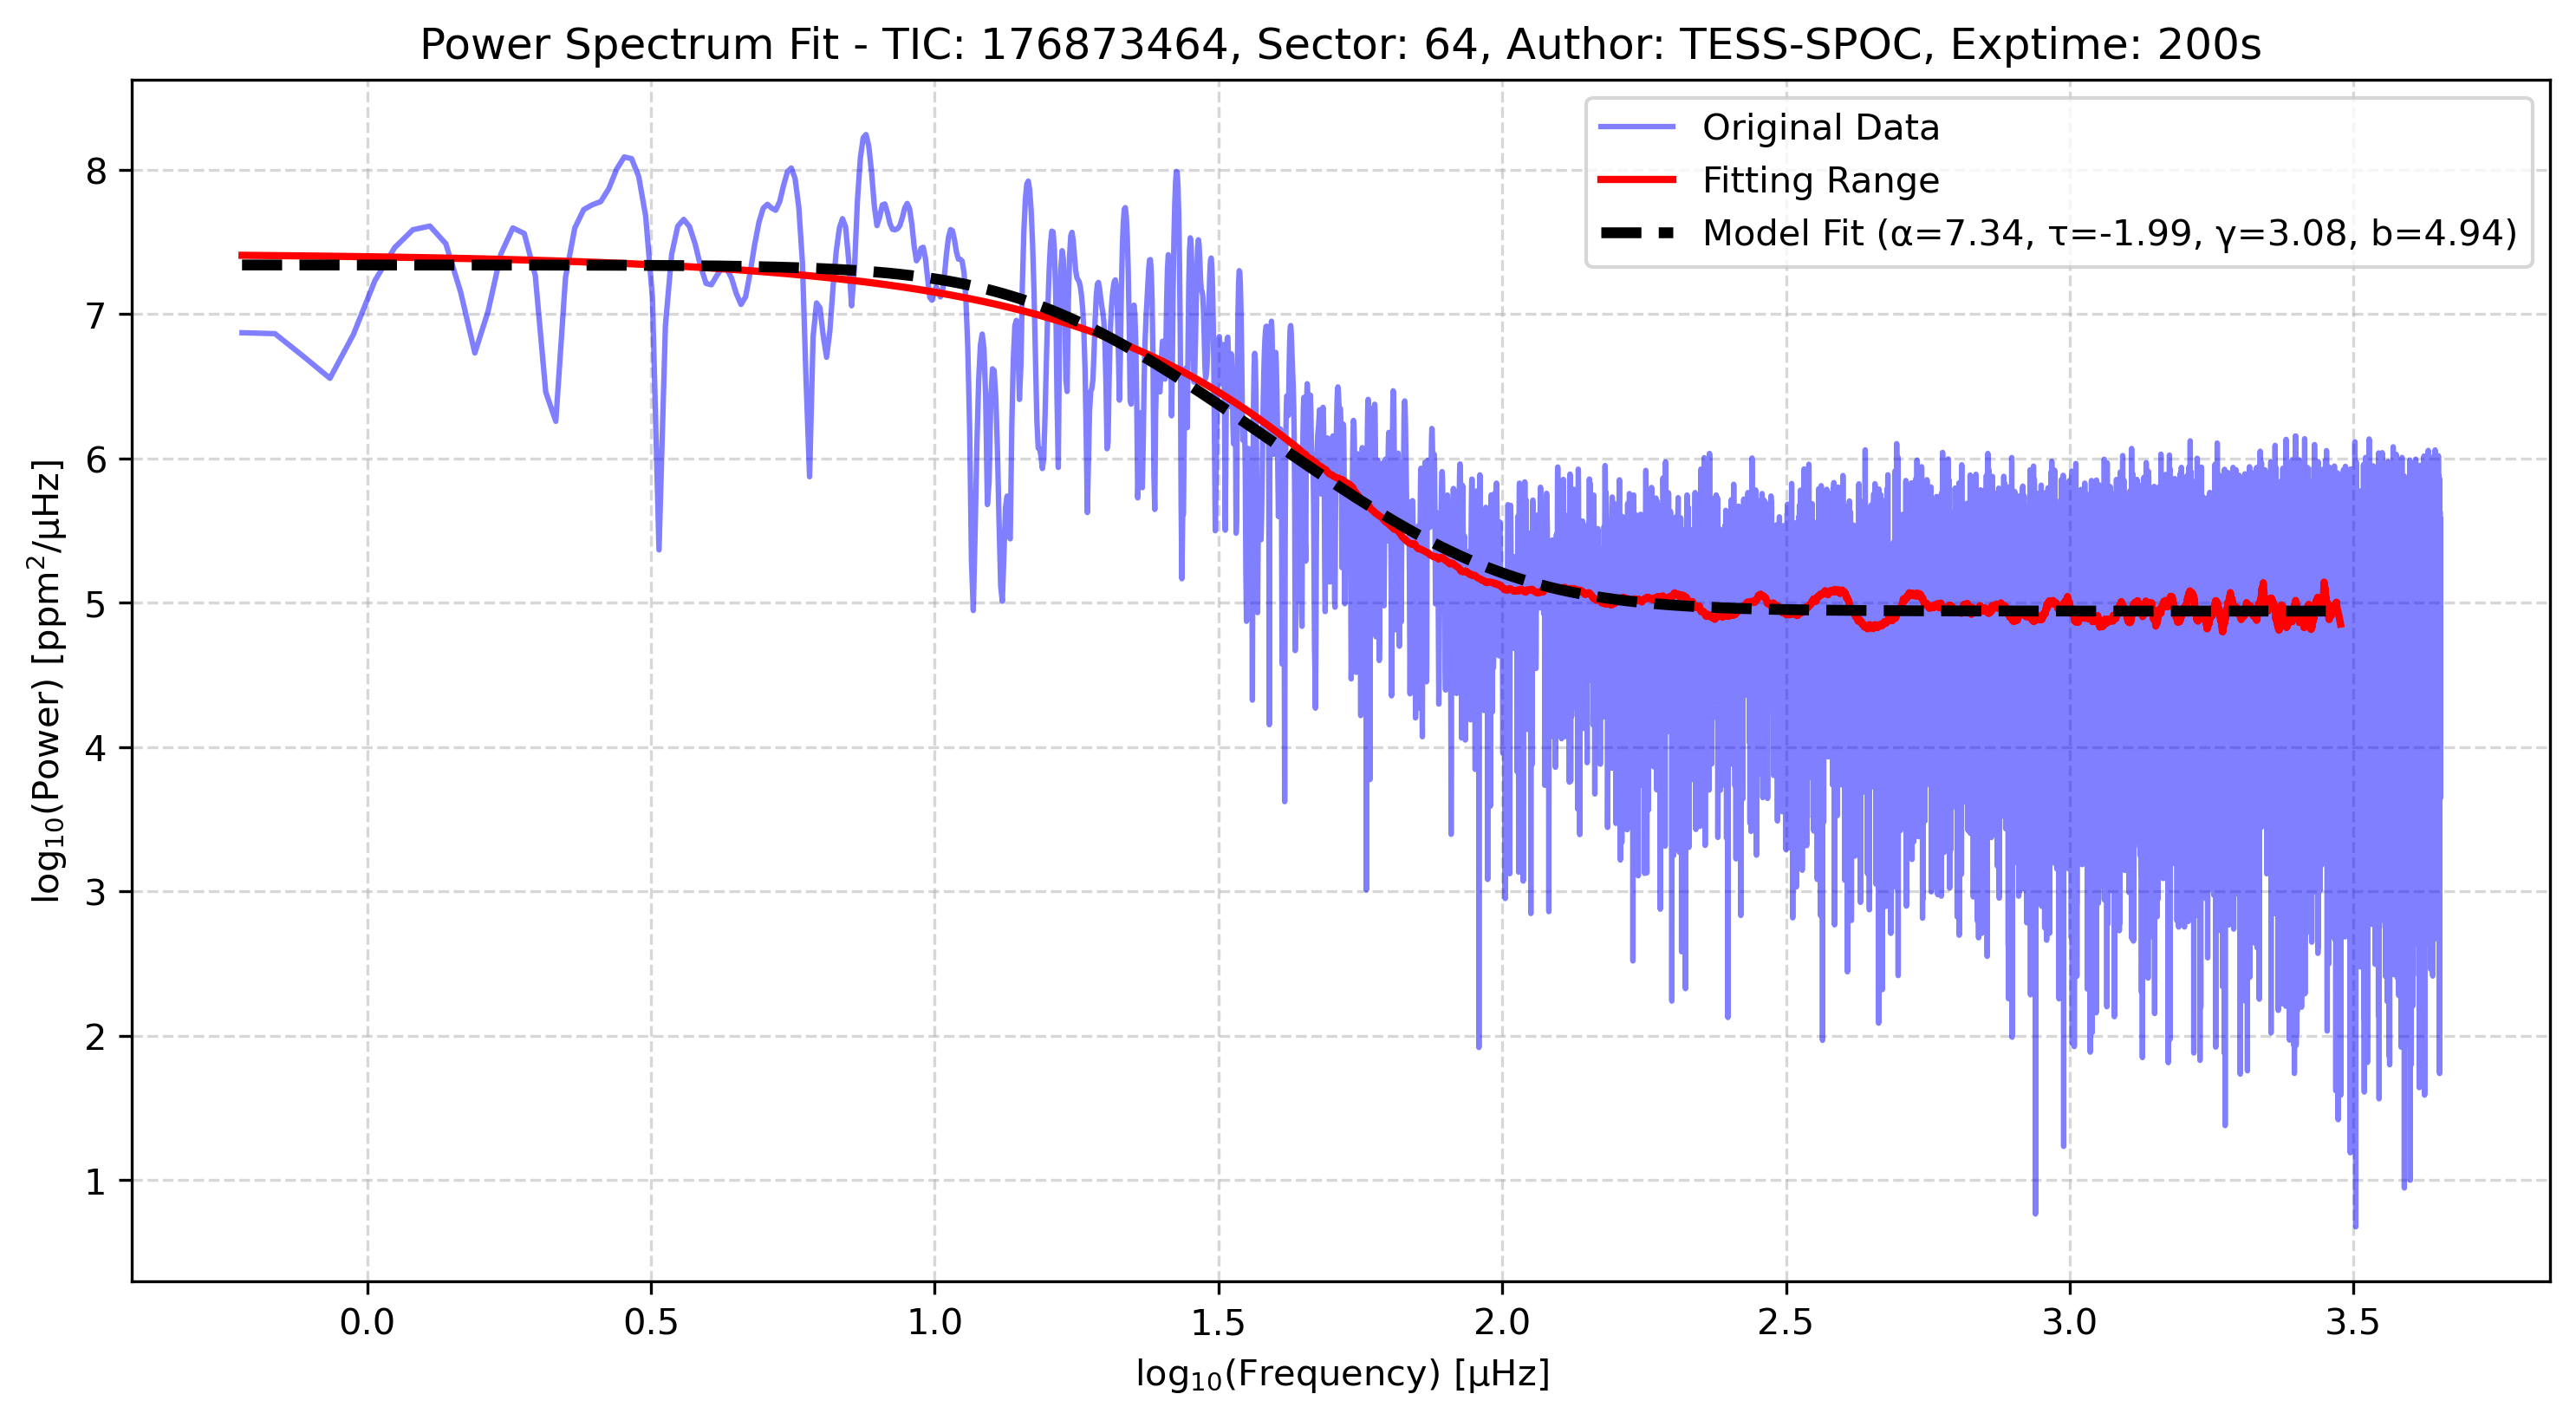 Power Spectrum Fit - TIC: 176873464, Sector: 64, Author: TESS-SPOC, Exptime: 200s
Original Data
Fitting Range
Model Fit (α=7.34, τ=-1.99, γ=3.08, b=4.94)
log₁₀(Power) [ppm²/μHz]
8
7
6
5
4
3
2
1
0.0 0.5 1.0 1.5 2.0 2.5 3.0 3.5
log₁₀(Frequency) [μHz]